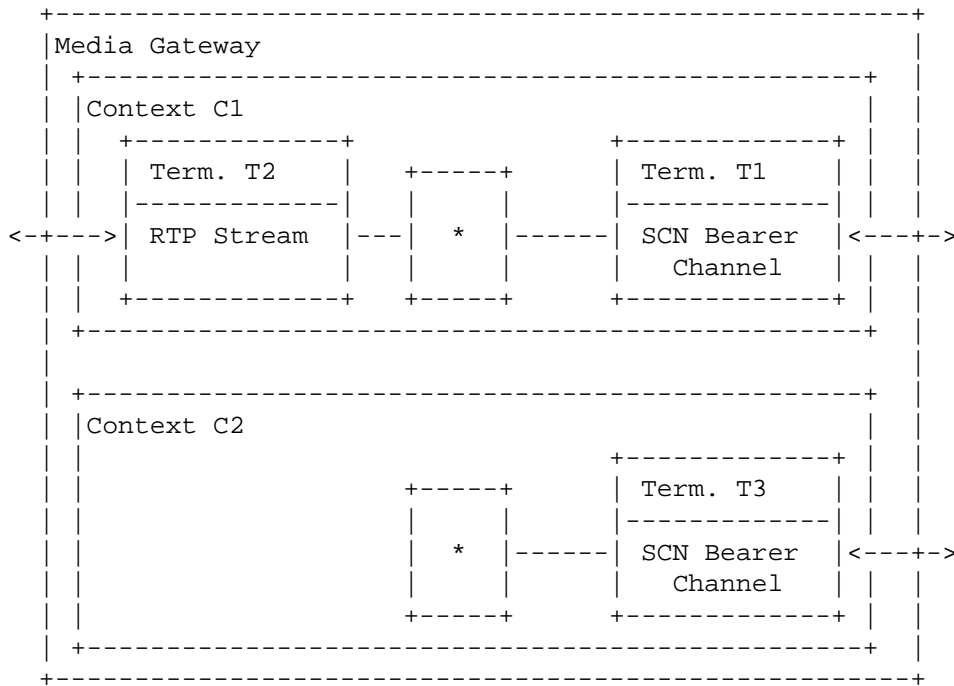 Media Gateway
Context C1
Term. T2 Term. T1
RTP Stream * SCN Bearer
Channel
Context C2
Term. T3
* SCN Bearer
Channel